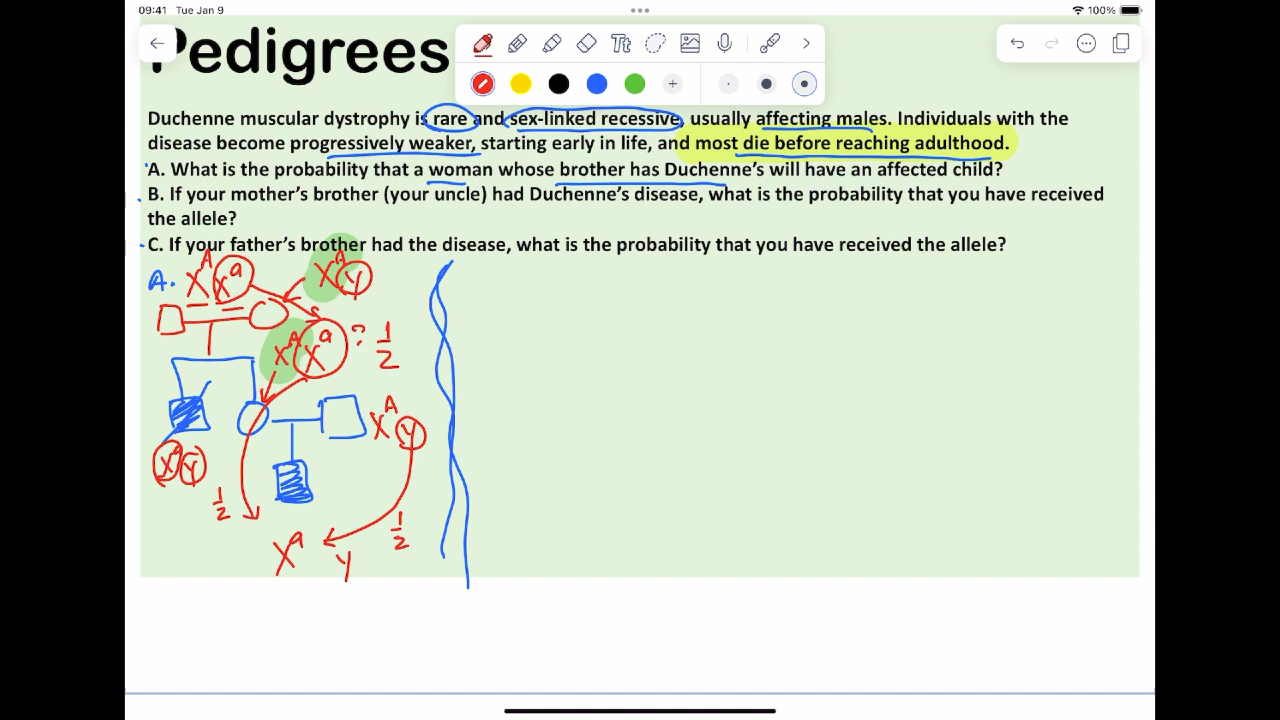 09:41 Tue Jan 9
100%
Pedigrees
Tt
Duchenne muscular dystrophy is rare and sex-linked recessive, usually affecting males. Individuals with the
disease become progressively weaker, starting early in life, and most die before reaching adulthood.
A. What is the probability that a woman whose brother has Duchenne's will have an affected child?
B. If your mother's brother (your uncle) had Duchenne's disease, what is the probability that you have received
the allele?
C. If your father's brother had the disease, what is the probability that you have received the allele?
A. X^A X^a X^A Y
X^A X^a ? 1/2
X^A Y
X^a Y
1/2
1/2
X^a Y